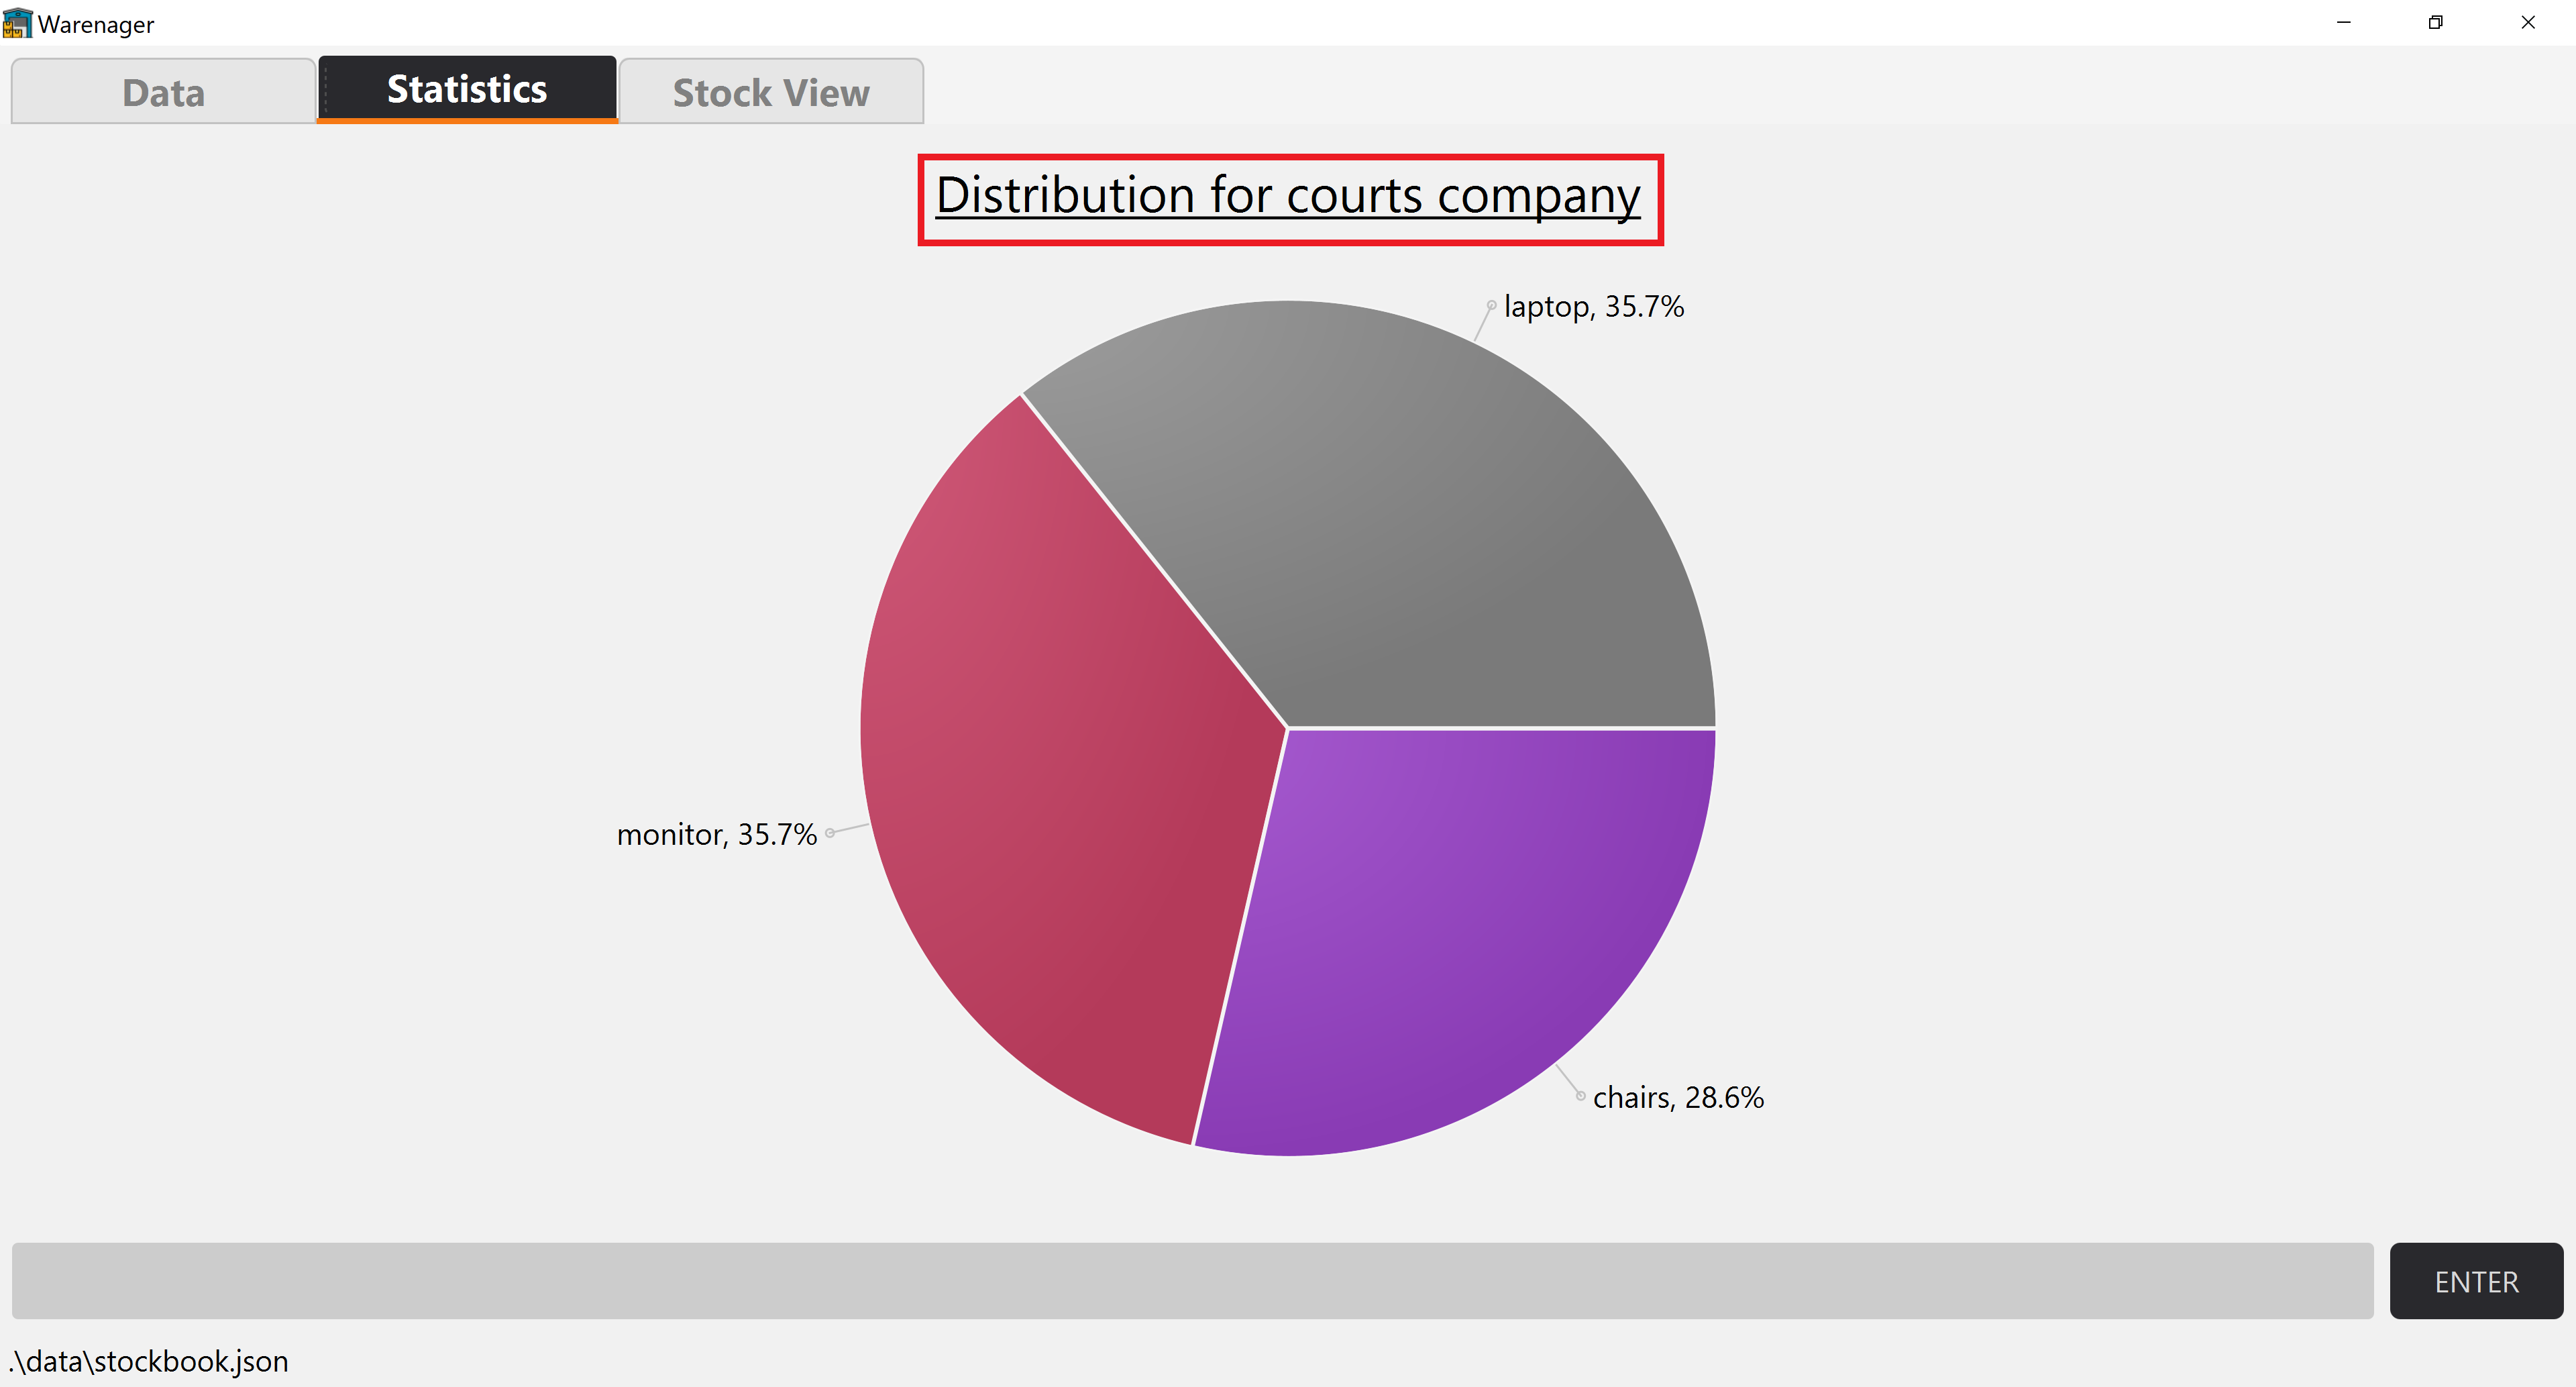 Warenager
Data
Statistics
Stock View
Distribution for courts company
laptop, 35.7%
monitor, 35.7%
chairs, 28.6%
ENTER
.\data\stockbook.json